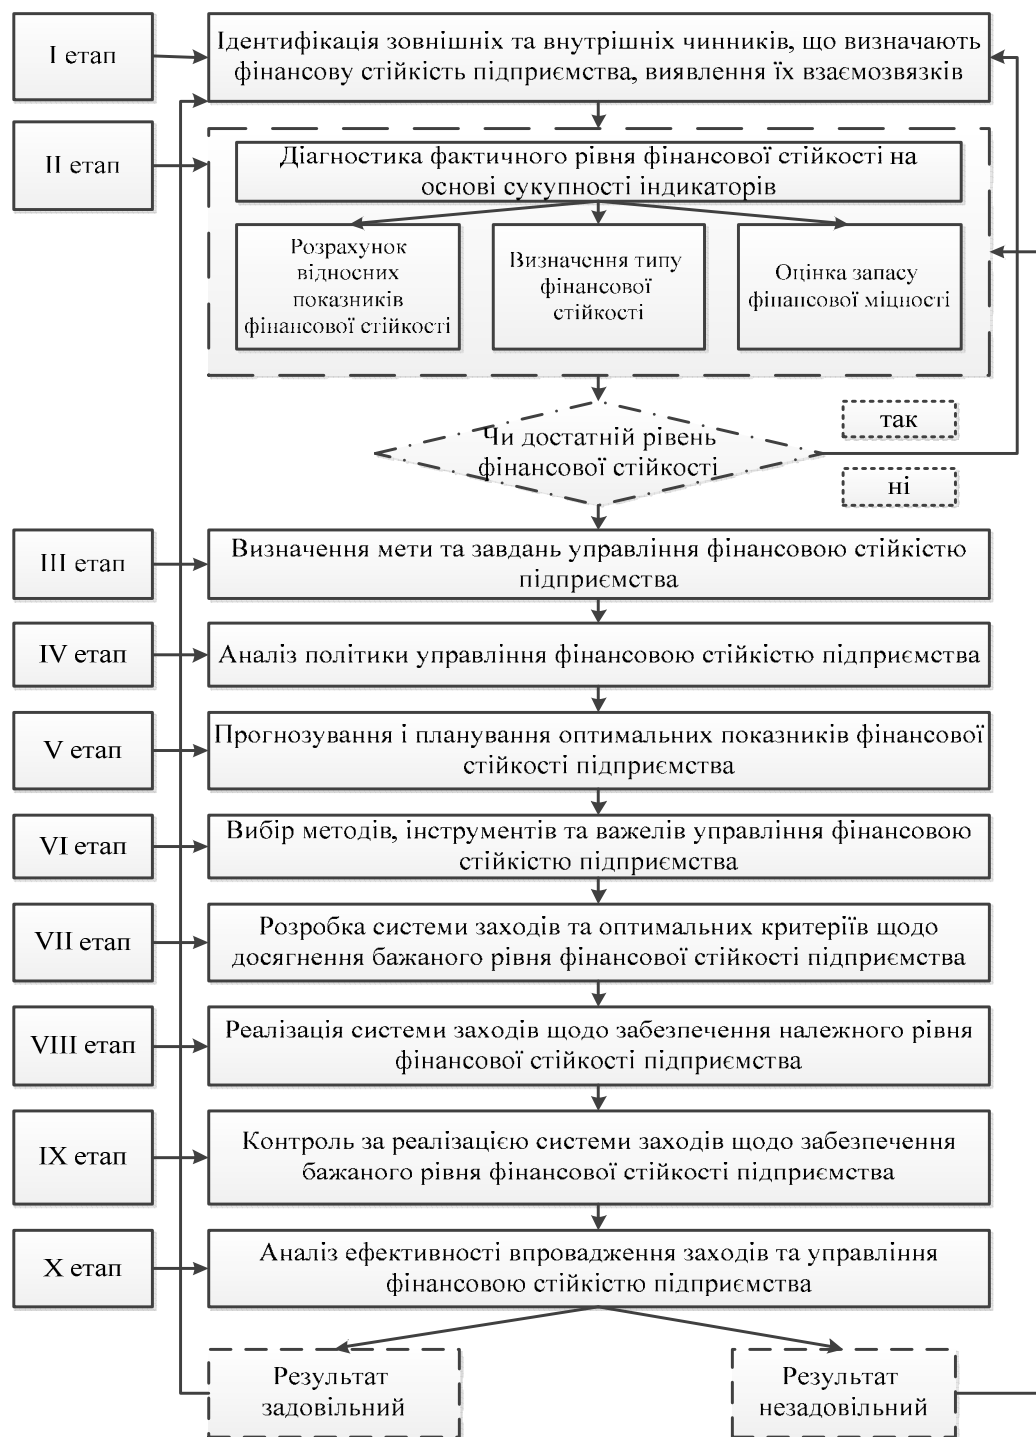 І етап
Ідентифікація зовнішніх та внутрішніх чинників, що визначають
фінансову стійкість підприємства, виявлення їх взаємозвязків
ІІ етап
Діагностика фактичного рівня фінансової стійкості на
основі сукупності індикаторів
Розрахунок
відносних
показників
фінансової стійкості
Визначення типу
фінансової
стійкості
Оцінка запасу
фінансової міцності
Чи достатній рівень
фінансової стійкості
так
ні
ІІІ етап
Визначення мети та завдань управління фінансовою стійкістю
підприємства
IV етап
Аналіз політики управління фінансовою стійкістю підприємства
V етап
Прогнозування і планування оптимальних показників фінансової
стійкості підприємства
VI етап
Вибір методів, інструментів та важелів управління фінансовою
стійкістю підприємства
VII етап
Розробка системи заходів та оптимальних критеріїв щодо
досягнення бажаного рівня фінансової стійкості підприємства
VIII етап
Реалізація системи заходів щодо забезпечення належного рівня
фінансової стійкості підприємства
IX етап
Контроль за реалізацією системи заходів щодо забезпечення
бажаного рівня фінансової стійкості підприємства
X етап
Аналіз ефективності впровадження заходів та управління
фінансовою стійкістю підприємства
Результат
задовільний
Результат
незадовільний